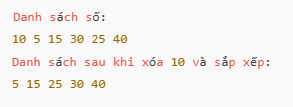 Danh sách số:
10 5 15 30 25 40
Danh sách sau khi xóa 10 và sắp xếp:
5 15 25 30 40